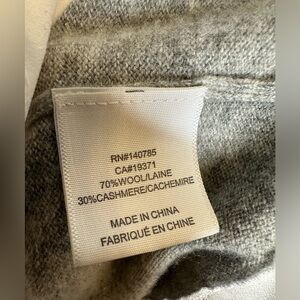 RN#140785
CA#19371
70%WOOL/LAINE
30%CASHMERE/CACHEMIRE
MADE IN CHINA
FABRIQUÉ EN CHINE